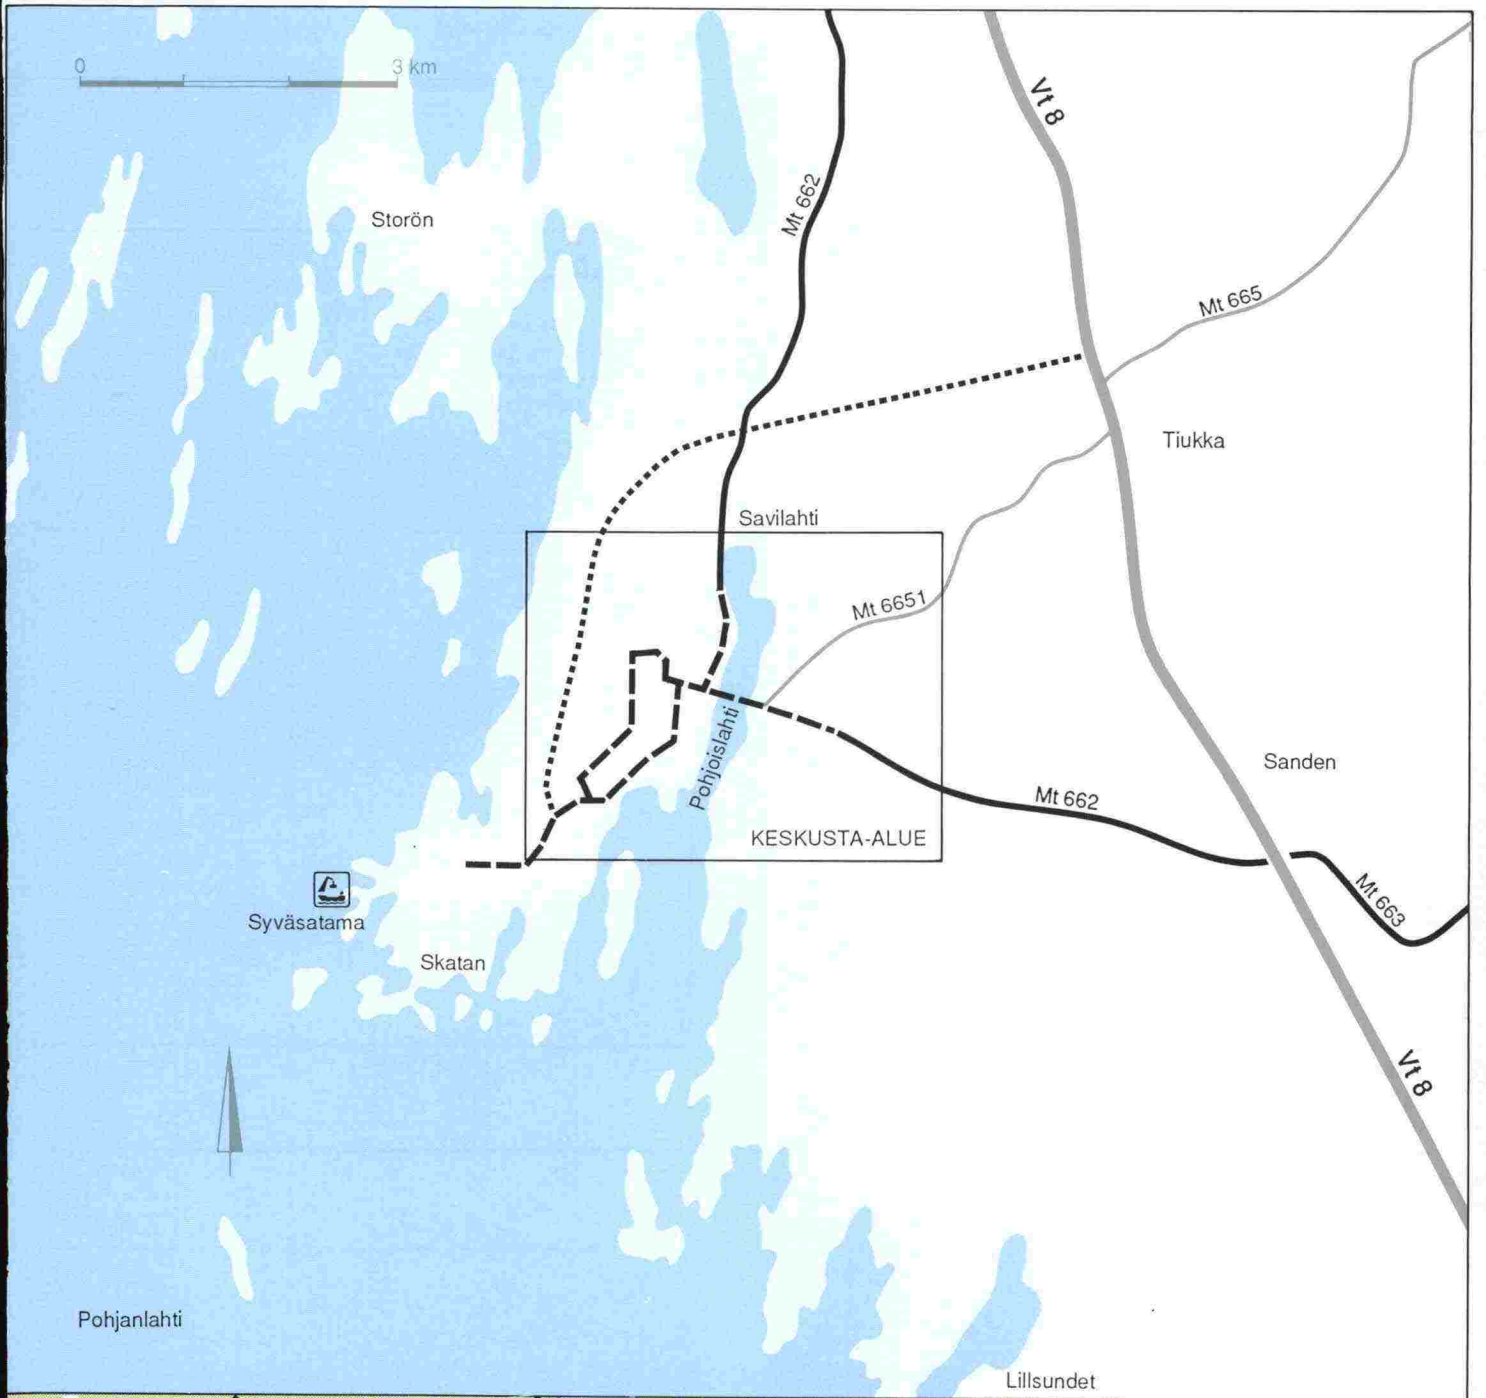 0 3 km
Vt 8
Mt 662
Storön
Mt 665
Tiukka
Savilahti
Mt 6651
Pohjoislahti
Sanden
Mt 662
KESKUSTA-ALUE
Mt 663
Syväsatama
Skatan
Vt 8
Pohjanlahti
Lillsundet